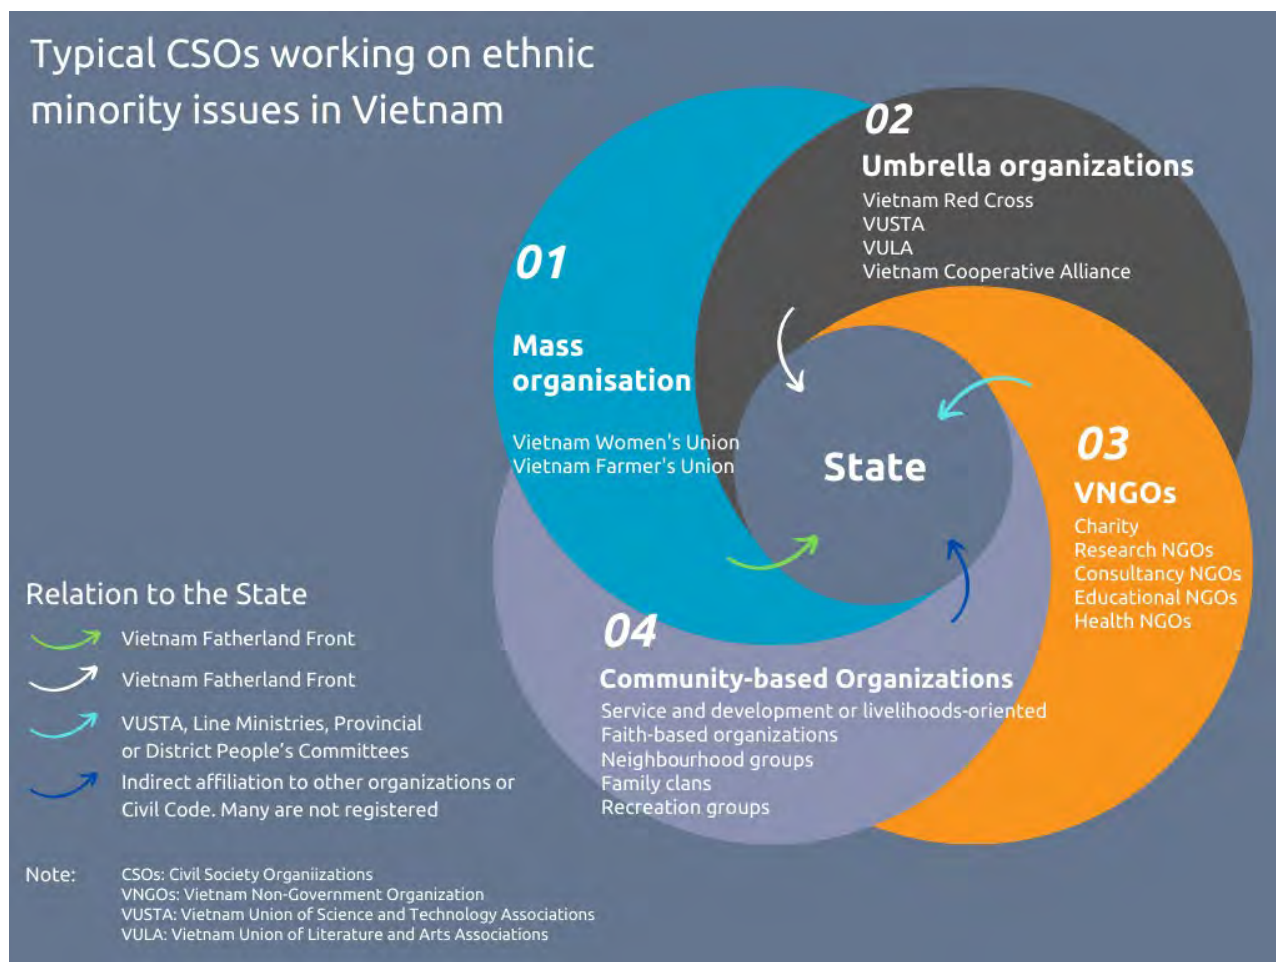 Typical CSOs working on ethnic
minority issues in Vietnam
01
Mass
organisation
Vietnam Women's Union
Vietnam Farmer's Union
02
Umbrella organizations
Vietnam Red Cross
VUSTA
VULA
Vietnam Cooperative Alliance
State
03
VNGOs
Charity
Research NGOs
Consultancy NGOs
Educational NGOs
Health NGOs
04
Community-based Organizations
Service and development or livelihoods-oriented
Faith-based organizations
Neighbourhood groups
Family clans
Recreation groups
Relation to the State
Vietnam Fatherland Front
Vietnam Fatherland Front
VUSTA, Line Ministries, Provincial
or District People’s Committees
Indirect affiliation to other organizations or
Civil Code. Many are not registered
Note:
CSOs: Civil Society Organiizations
VNGOs: Vietnam Non-Government Organization
VUSTA: Vietnam Union of Science and Technology Associations
VULA: Vietnam Union of Literature and Arts Associations